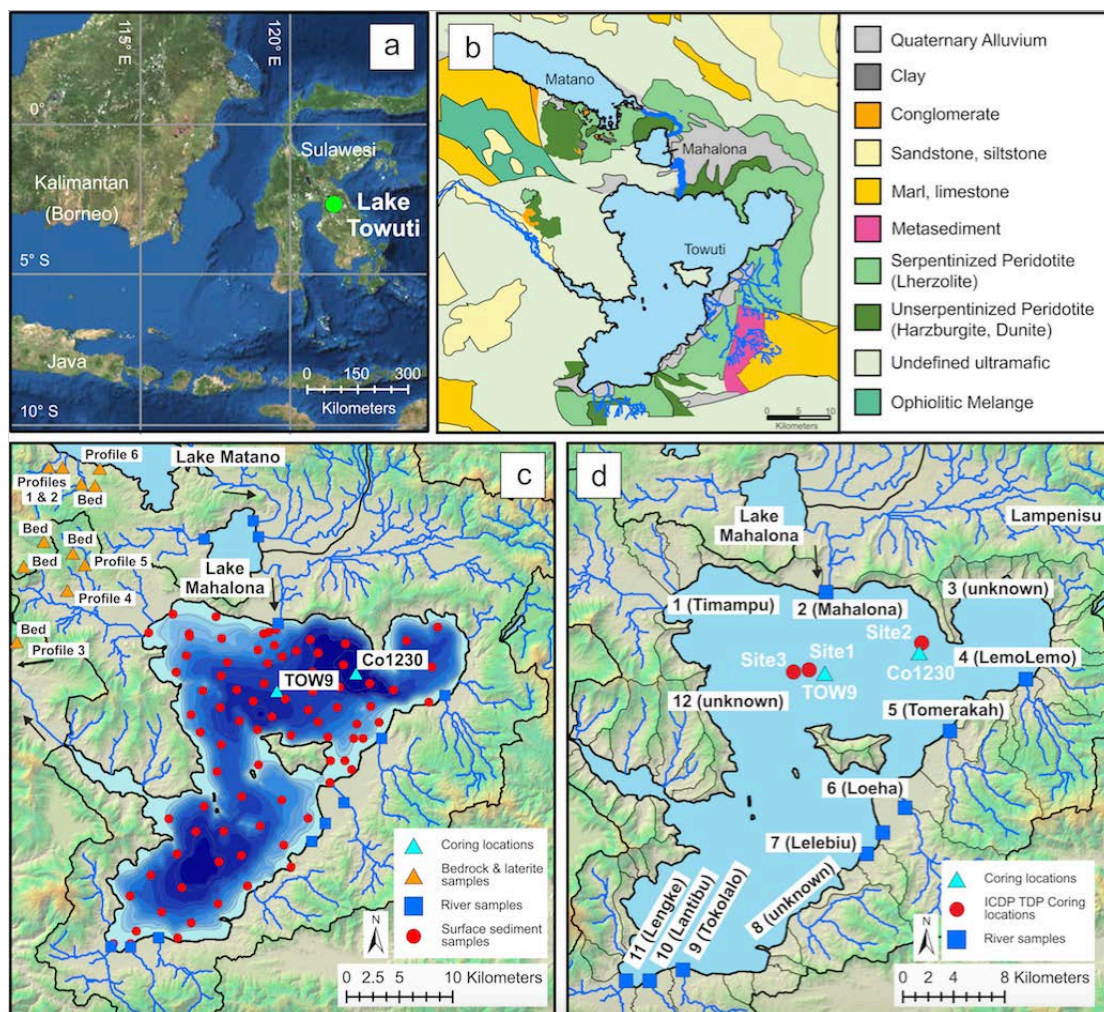 a
115° E
120° E
0°
Sulawesi
Kalimantan
(Borneo)
Lake
Towuti
5° S
Java
0 150 300
Kilometers
10° S
b
Matano
Mahalona
Towuti
0 5 10
Kilometers
Quaternary Alluvium
Clay
Conglomerate
Sandstone, siltstone
Marl, limestone
Metasediment
Serpentinized Peridotite
(Lherzolite)
Unserpentinized Peridotite
(Harzburgite, Dunite)
Undefined ultramafic
Ophiolitic Melange
c
Profile 6
Lake Matano
Profiles
1 & 2
Bed
Bed
Bed
Bed
Profile 5
Profile 4
Lake
Mahalona
Bed
Profile 3
Co1230
TOW9
Coring locations
Bedrock & laterite
samples
River samples
Surface sediment
samples
N
0 2.5 5 10 Kilometers
d
Lake
Mahalona
Lampenisu
1 (Timampu)
2 (Mahalona)
3 (unknown)
Site2
Site3
Site1
Co1230
TOW9
4 (LemoLemo)
12 (unknown)
5 (Tomerakah)
6 (Loeha)
7 (Lelebiu)
8 (unknown)
9 (Tokolalo)
10 (Lantibu)
11 (Lengke)
Coring locations
ICDP TDP Coring
locations
River samples
N
0 2 4 8 Kilometers